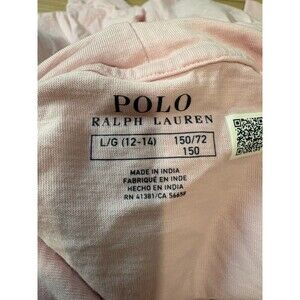 POLO
RALPH LAUREN
L/G (12-14) 150/72
150
MADE IN INDIA
FABRIQUÉ EN INDE
HECHO EN INDIA
RN 41381/CA 56658